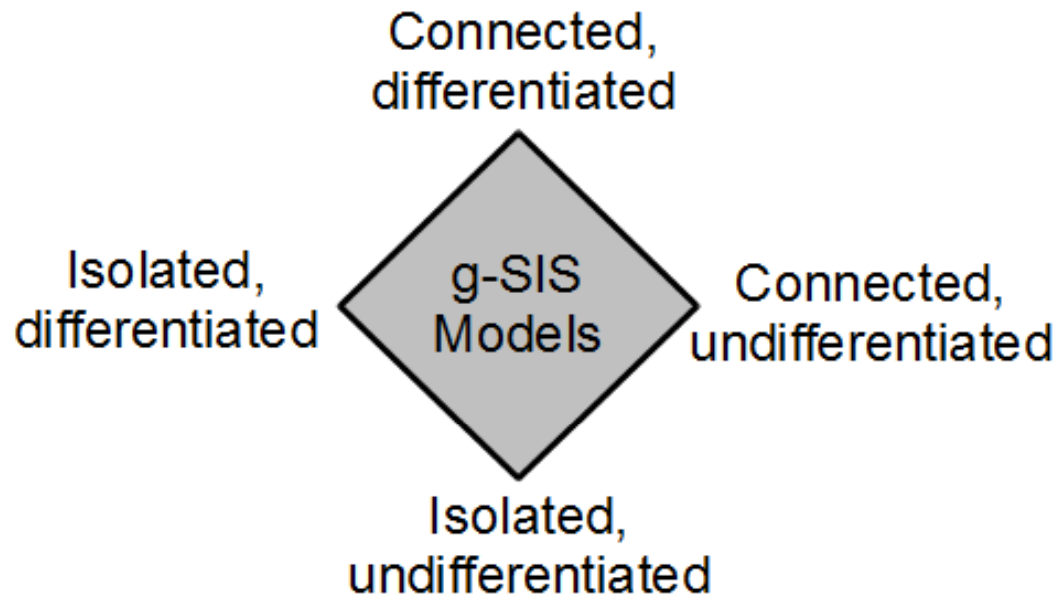 Connected,
differentiated
Isolated,
differentiated
g-SIS
Models
Connected,
undifferentiated
Isolated,
undifferentiated